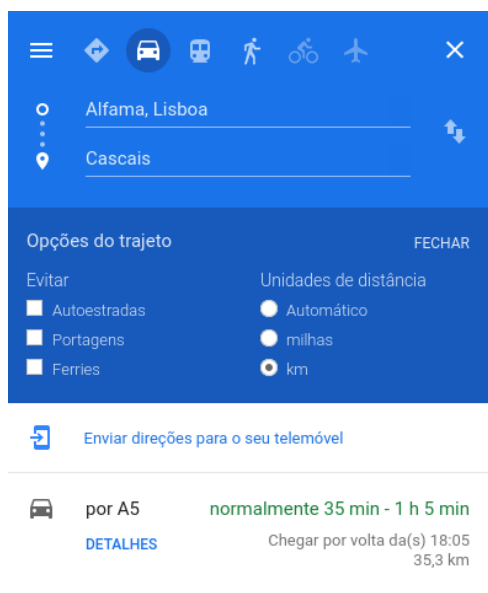 Alfama, Lisboa
Cascais
Opções do trajeto FECHAR
Evitar Unidades de distância
Autoestradas Automático
Portagens milhas
Ferries km
Enviar direções para o seu telemóvel
por A5 normalmente 35 min - 1 h 5 min
DETALHES Chegar por volta da(s) 18:05
35,3 km